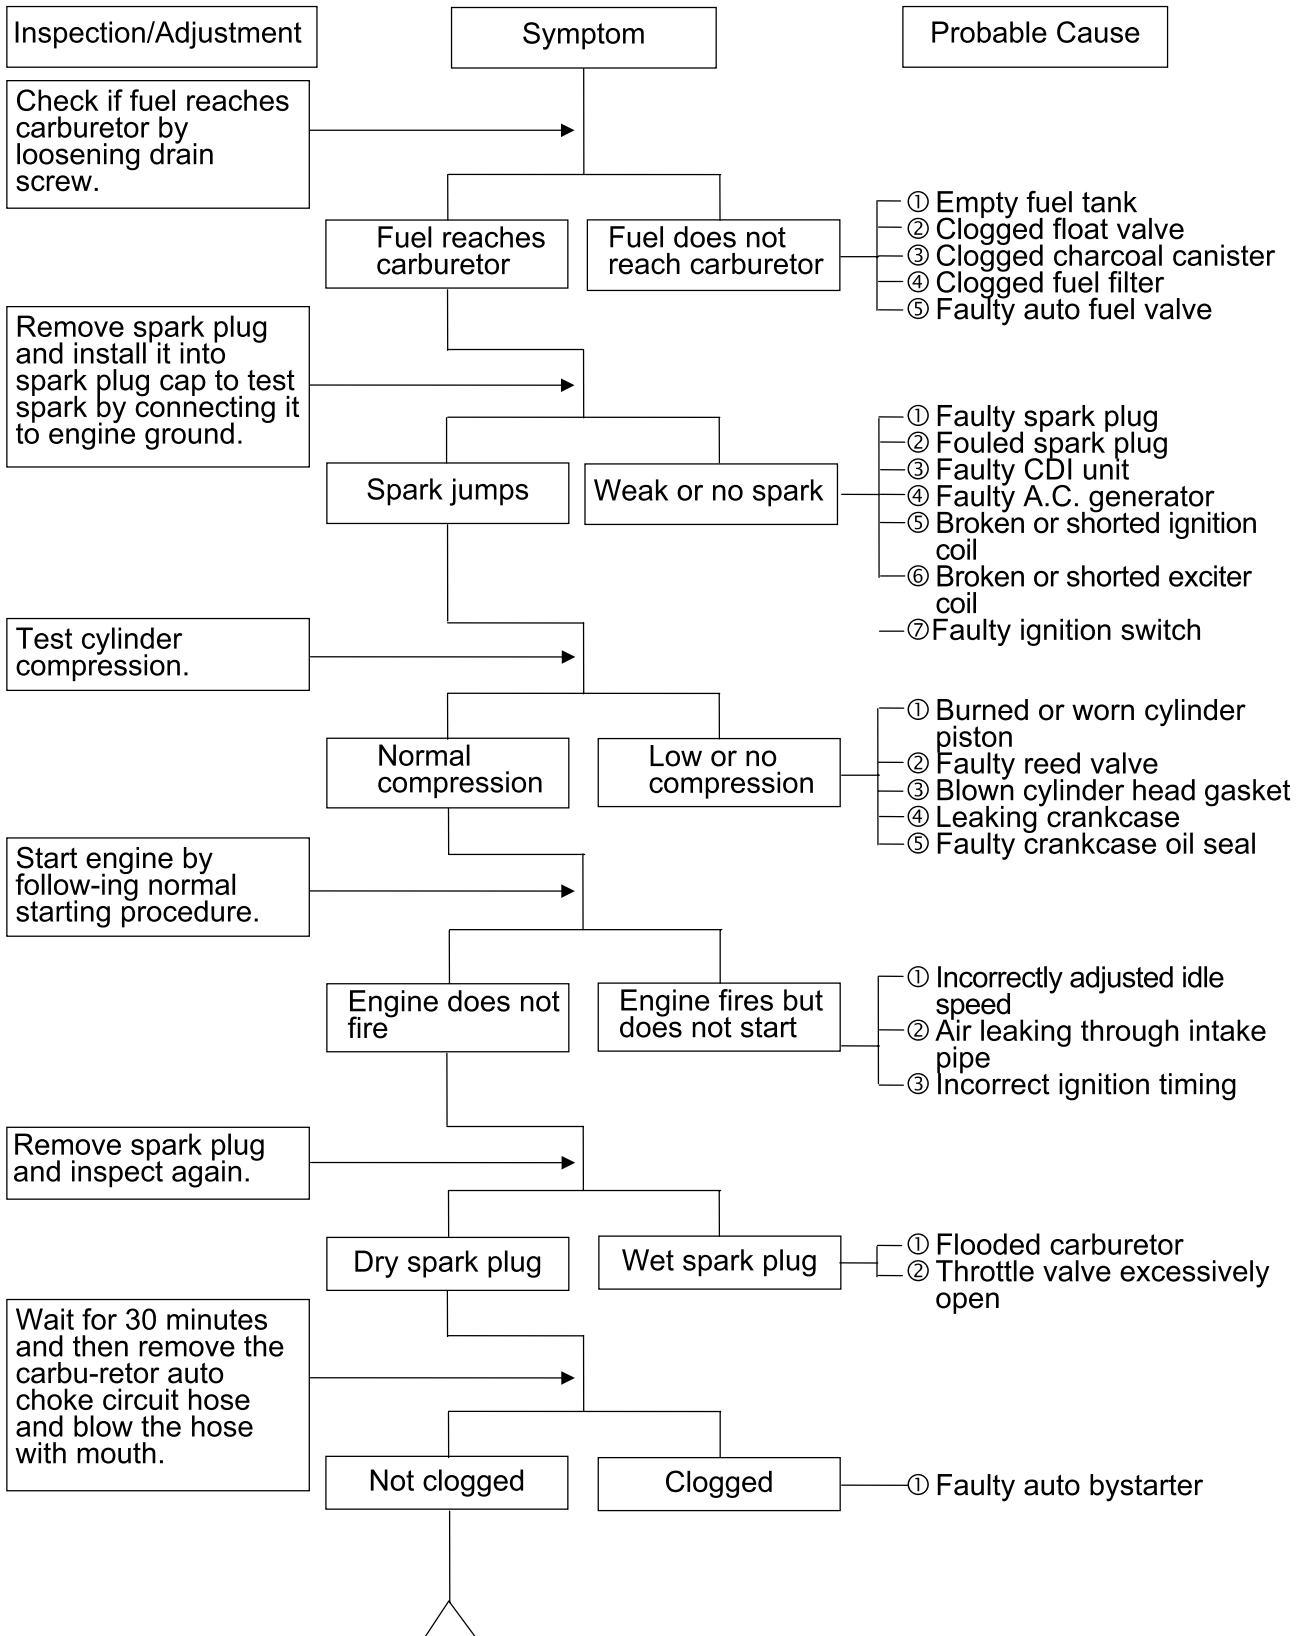 Inspection/Adjustment
Symptom
Probable Cause
Check if fuel reaches
carburetor by
loosening drain
screw.
Fuel reaches
carburetor
Fuel does not
reach carburetor
① Empty fuel tank
② Clogged float valve
③ Clogged charcoal canister
④ Clogged fuel filter
⑤ Faulty auto fuel valve
Remove spark plug
and install it into
spark plug cap to test
spark by connecting it
to engine ground.
Spark jumps
Weak or no spark
① Faulty spark plug
② Fouled spark plug
③ Faulty CDI unit
④ Faulty A.C. generator
⑤ Broken or shorted ignition
coil
⑥ Broken or shorted exciter
coil
⑦Faulty ignition switch
Test cylinder
compression.
Normal
compression
Low or no
compression
① Burned or worn cylinder
piston
② Faulty reed valve
③ Blown cylinder head gasket
④ Leaking crankcase
⑤ Faulty crankcase oil seal
Start engine by
follow-ing normal
starting procedure.
Engine does not
fire
Engine fires but
does not start
① Incorrectly adjusted idle
speed
② Air leaking through intake
pipe
③ Incorrect ignition timing
Remove spark plug
and inspect again.
Dry spark plug
Wet spark plug
① Flooded carburetor
② Throttle valve excessively
open
Wait for 30 minutes
and then remove the
carbu-retor auto
choke circuit hose
and blow the hose
with mouth.
Not clogged
Clogged
① Faulty auto bystarter